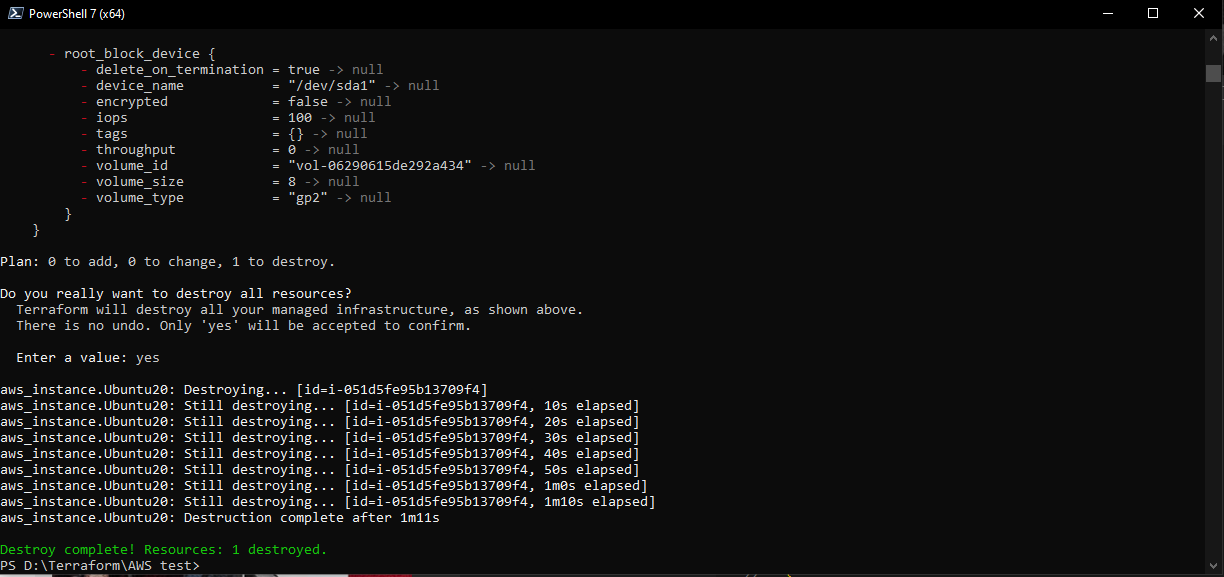 PowerShell 7 (x64)
- root_block_device {
- delete_on_termination = true -> null
- device_name = "/dev/sda1" -> null
- encrypted = false -> null
- iops = 100 -> null
- tags = {} -> null
- throughput = 0 -> null
- volume_id = "vol-06290615de292a434" -> null
- volume_size = 8 -> null
- volume_type = "gp2" -> null
}
}
Plan: 0 to add, 0 to change, 1 to destroy.
Do you really want to destroy all resources?
Terraform will destroy all your managed infrastructure, as shown above.
There is no undo. Only 'yes' will be accepted to confirm.
Enter a value: yes
aws_instance.Ubuntu20: Destroying... [id=i-051d5fe95b13709f4]
aws_instance.Ubuntu20: Still destroying... [id=i-051d5fe95b13709f4, 10s elapsed]
aws_instance.Ubuntu20: Still destroying... [id=i-051d5fe95b13709f4, 20s elapsed]
aws_instance.Ubuntu20: Still destroying... [id=i-051d5fe95b13709f4, 30s elapsed]
aws_instance.Ubuntu20: Still destroying... [id=i-051d5fe95b13709f4, 40s elapsed]
aws_instance.Ubuntu20: Still destroying... [id=i-051d5fe95b13709f4, 50s elapsed]
aws_instance.Ubuntu20: Still destroying... [id=i-051d5fe95b13709f4, 1m0s elapsed]
aws_instance.Ubuntu20: Still destroying... [id=i-051d5fe95b13709f4, 1m10s elapsed]
aws_instance.Ubuntu20: Destruction complete after 1m11s
Destroy complete! Resources: 1 destroyed.
PS D:\Terraform\AWS test>